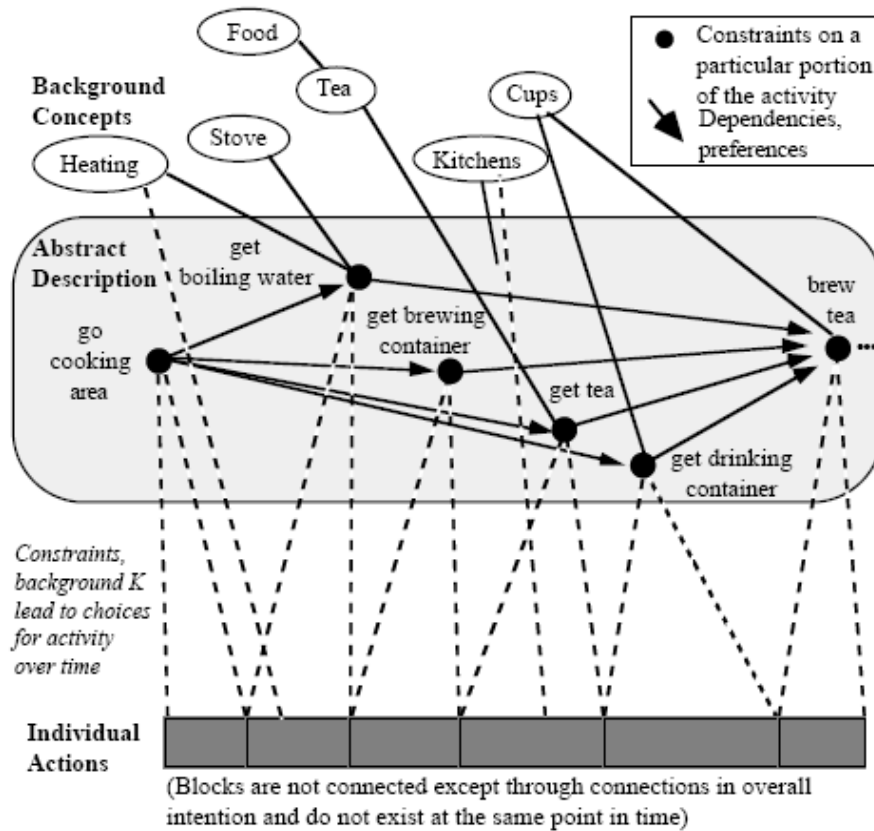 Food
Tea
Background
Concepts
Heating
Stove
Kitchens
Cups
Constraints on a
particular portion
of the activity
Dependencies,
preferences
Abstract
Description
get
boiling water
go
cooking
area
get brewing
container
get tea
get drinking
container
brew
tea
...
Constraints,
background K
lead to choices
for activity
over time
Individual
Actions
(Blocks are not connected except through connections in overall
intention and do not exist at the same point in time)